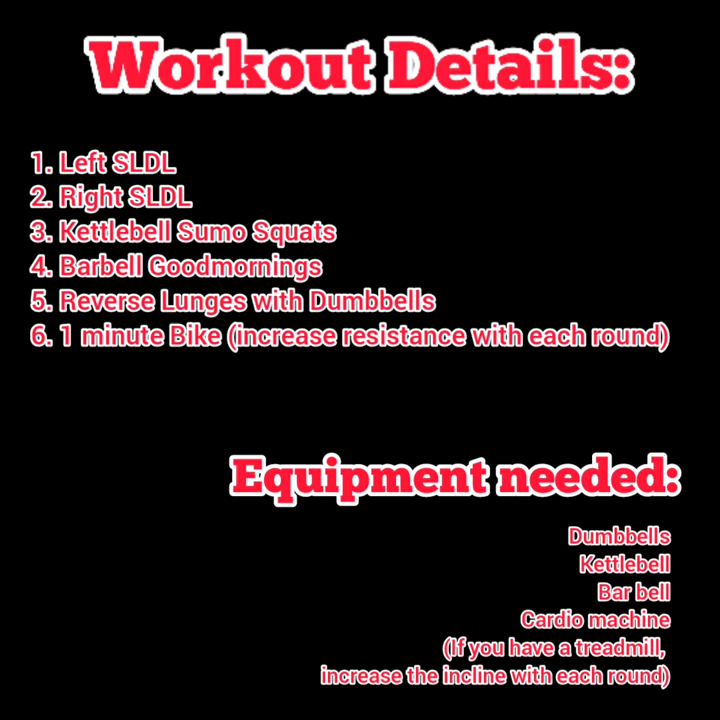 Workout Details:
1. Left SLDL
2. Right SLDL
3. Kettlebell Sumo Squats
4. Barbell Goodmornings
5. Reverse Lunges with Dumbbells
6. 1 minute Bike (increase resistance with each round)
Equipment needed:
Dumbbells
Kettlebell
Bar bell
Cardio machine
(If you have a treadmill,
increase the incline with each round)